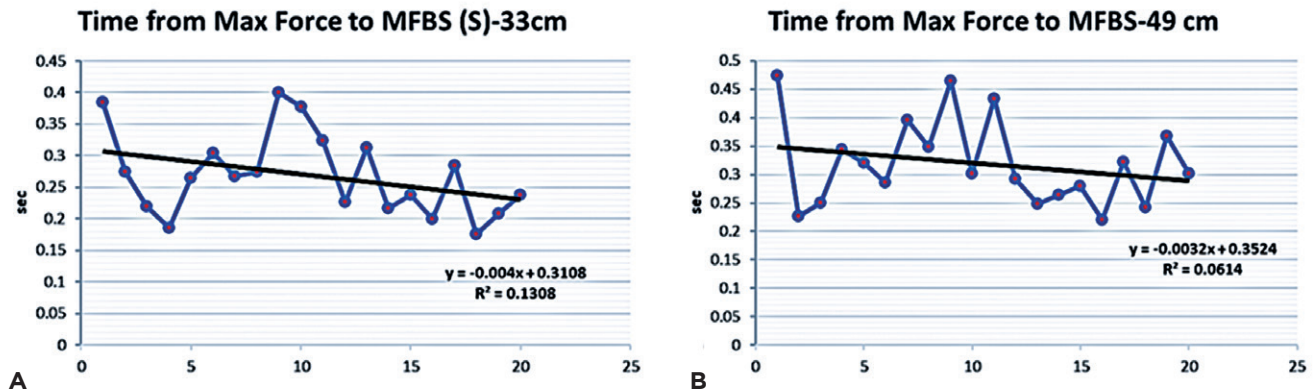 Time from Max Force to MFBS (S)-33cm
0.45
0.4
0.35
0.3
0.25
0.2
0.15
0.1
0.05
0
sec
y = -0.004x + 0.3108
R² = 0.1308
0 5 10 15 20 25
A
Time from Max Force to MFBS-49 cm
0.5
0.45
0.4
0.35
0.3
0.25
0.2
0.15
0.1
0.05
0
sec
y = -0.0032x + 0.3524
R² = 0.0614
0 5 10 15 20 25
B